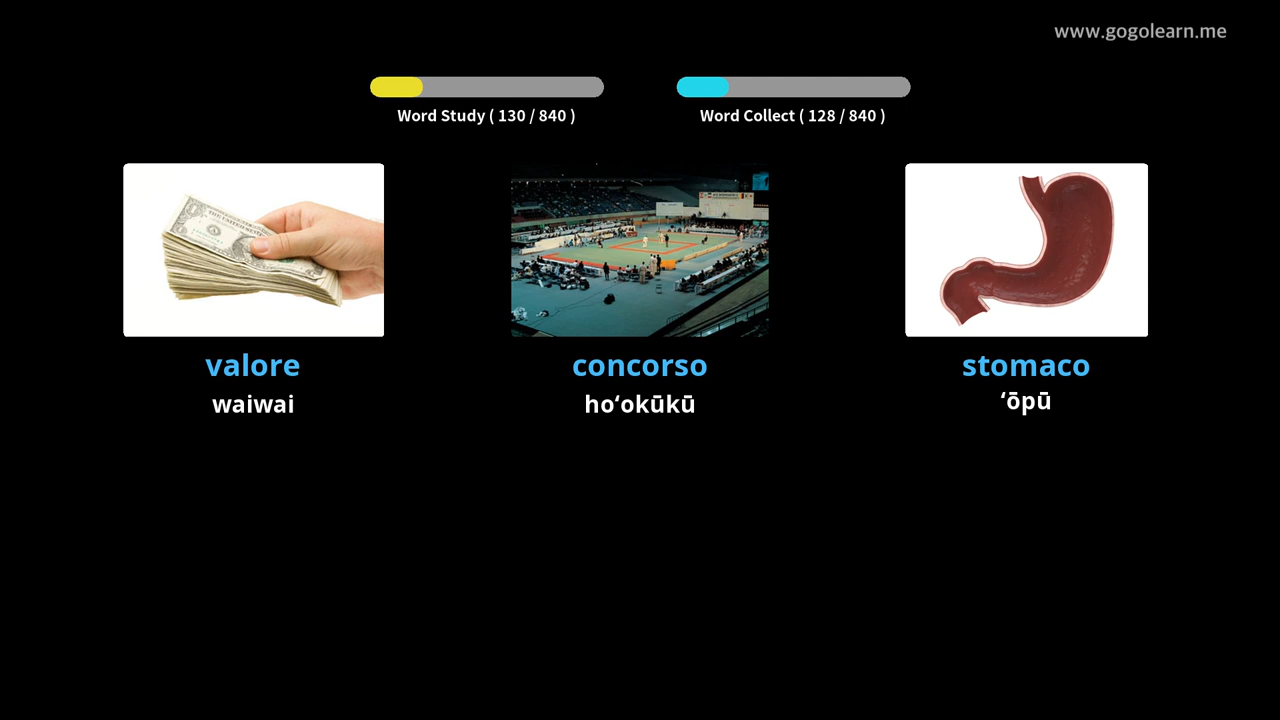 www.gogolearn.me
Word Study ( 130 / 840 )
Word Collect ( 128 / 840 )
valore
concorso
stomaco
waiwai
hoʻokūkū
ʻōpū